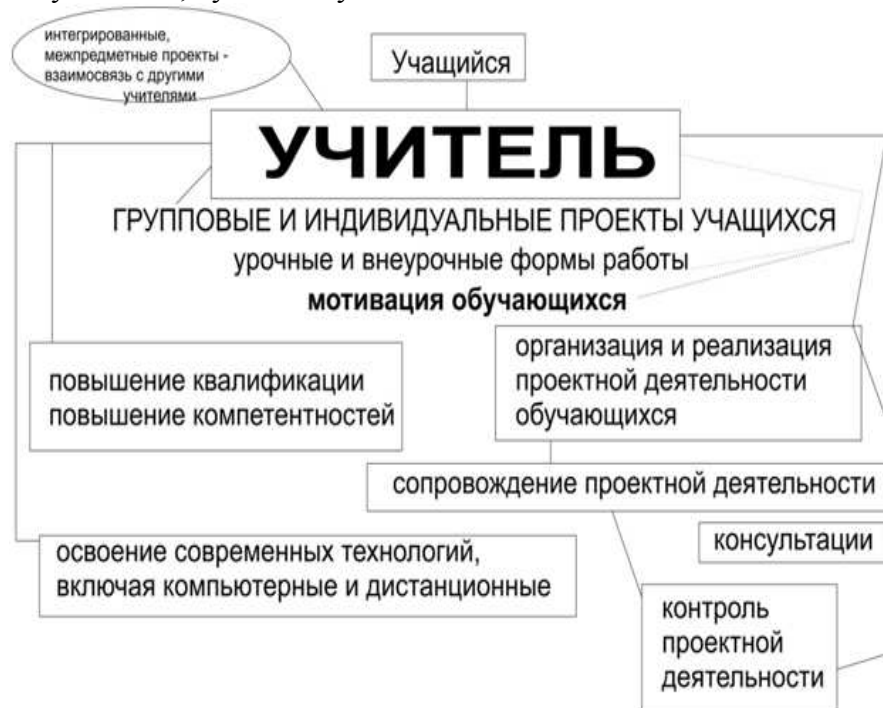 интегрированные,
межпредметные проекты -
взаимосвязь с другими
учителями
Учащийся
УЧИТЕЛЬ
ГРУППОВЫЕ И ИНДИВИДУАЛЬНЫЕ ПРОЕКТЫ УЧАЩИХСЯ
урочные и внеурочные формы работы
мотивация обучающихся
повышение квалификации
повышение компетентностей
организация и реализация
проектной деятельности
обучающихся
сопровождение проектной деятельности
консультации
освоение современных технологий,
включая компьютерные и дистанционные
контроль
проектной
деятельности